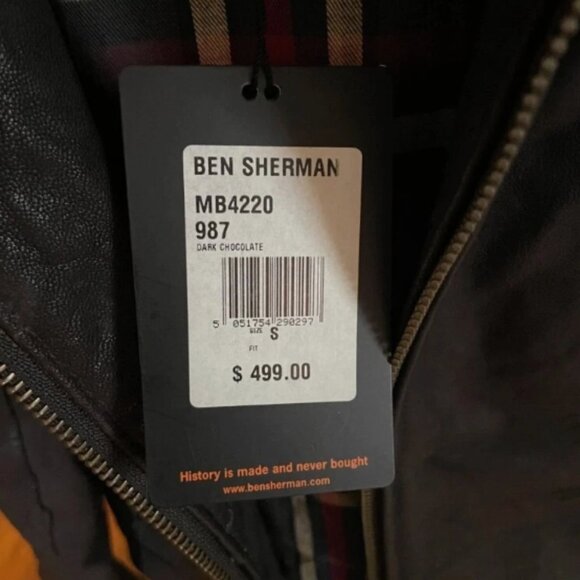 BEN SHERMAN
MB4220
987
DARK CHOCOLATE
5 051754 290297
SIZE S
FIT
$ 499.00
History is made and never bought
www.bensherman.com